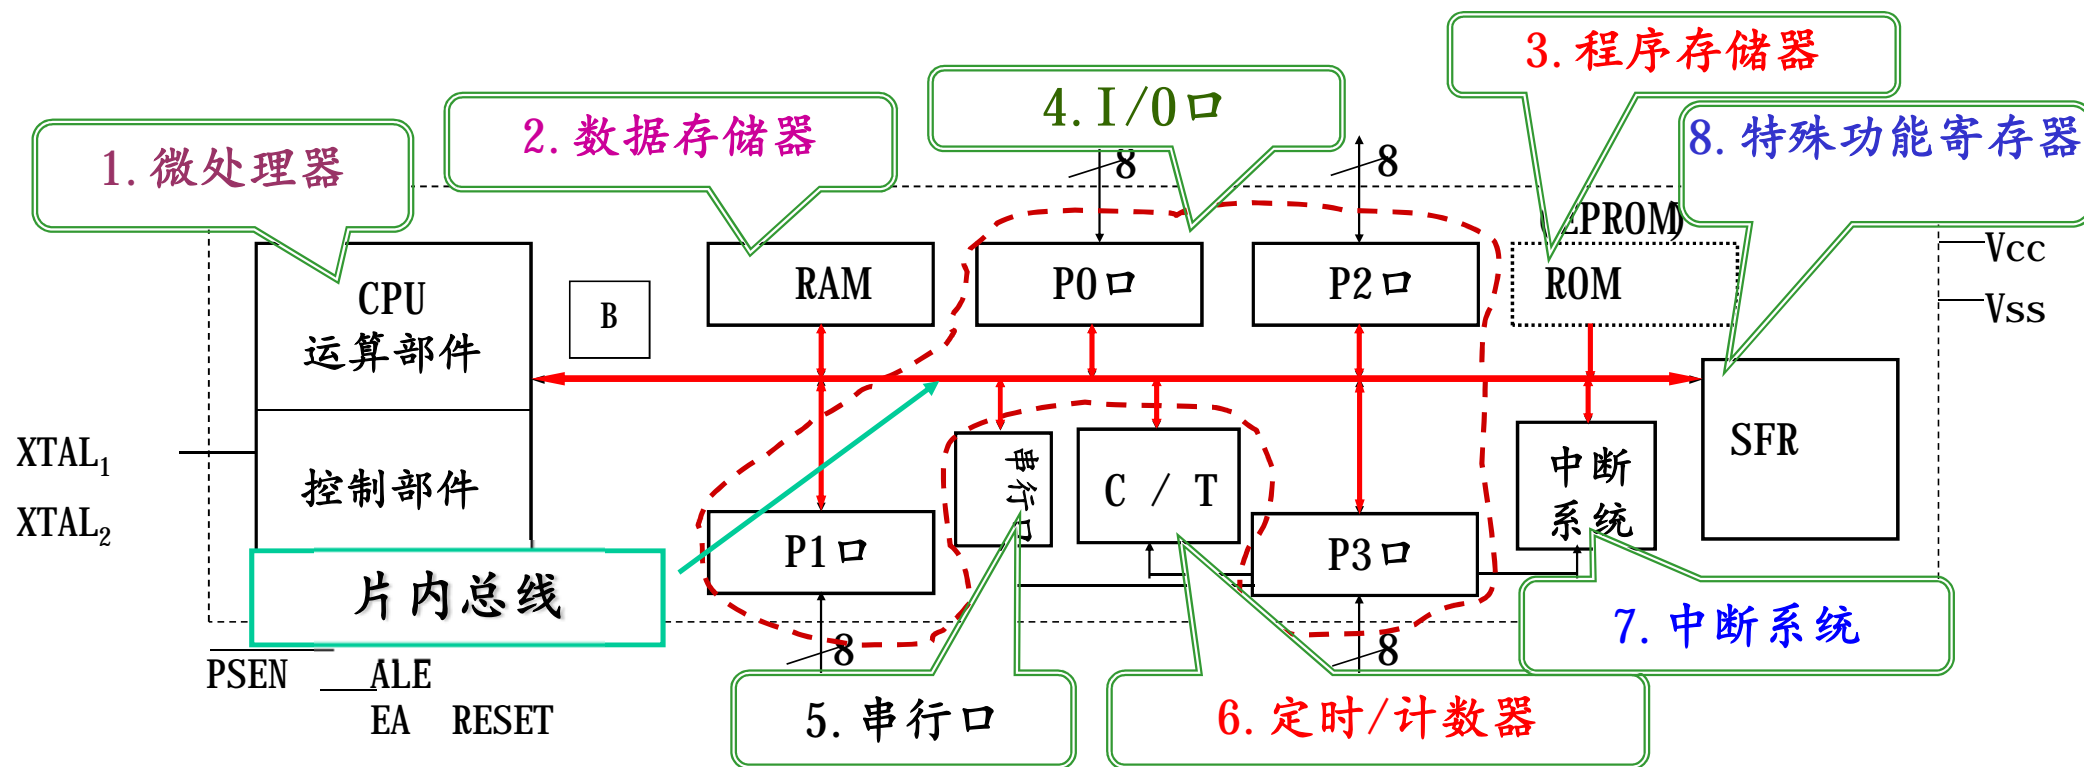 3.程序存储器
4.I/O口
2.数据存储器
8.特殊功能寄存器
1.微处理器
8
8
PROM)
Vcc
Vss
CPU
运算部件
B
RAM
P0口
P2口
ROM
XTAL1
XTAL2
控制部件
串行口
C / T
中断
系统
SFR
P1口
P3口
片内总线
7.中断系统
8
8
PSEN
ALE
EA
RESET
5.串行口
6.定时/计数器